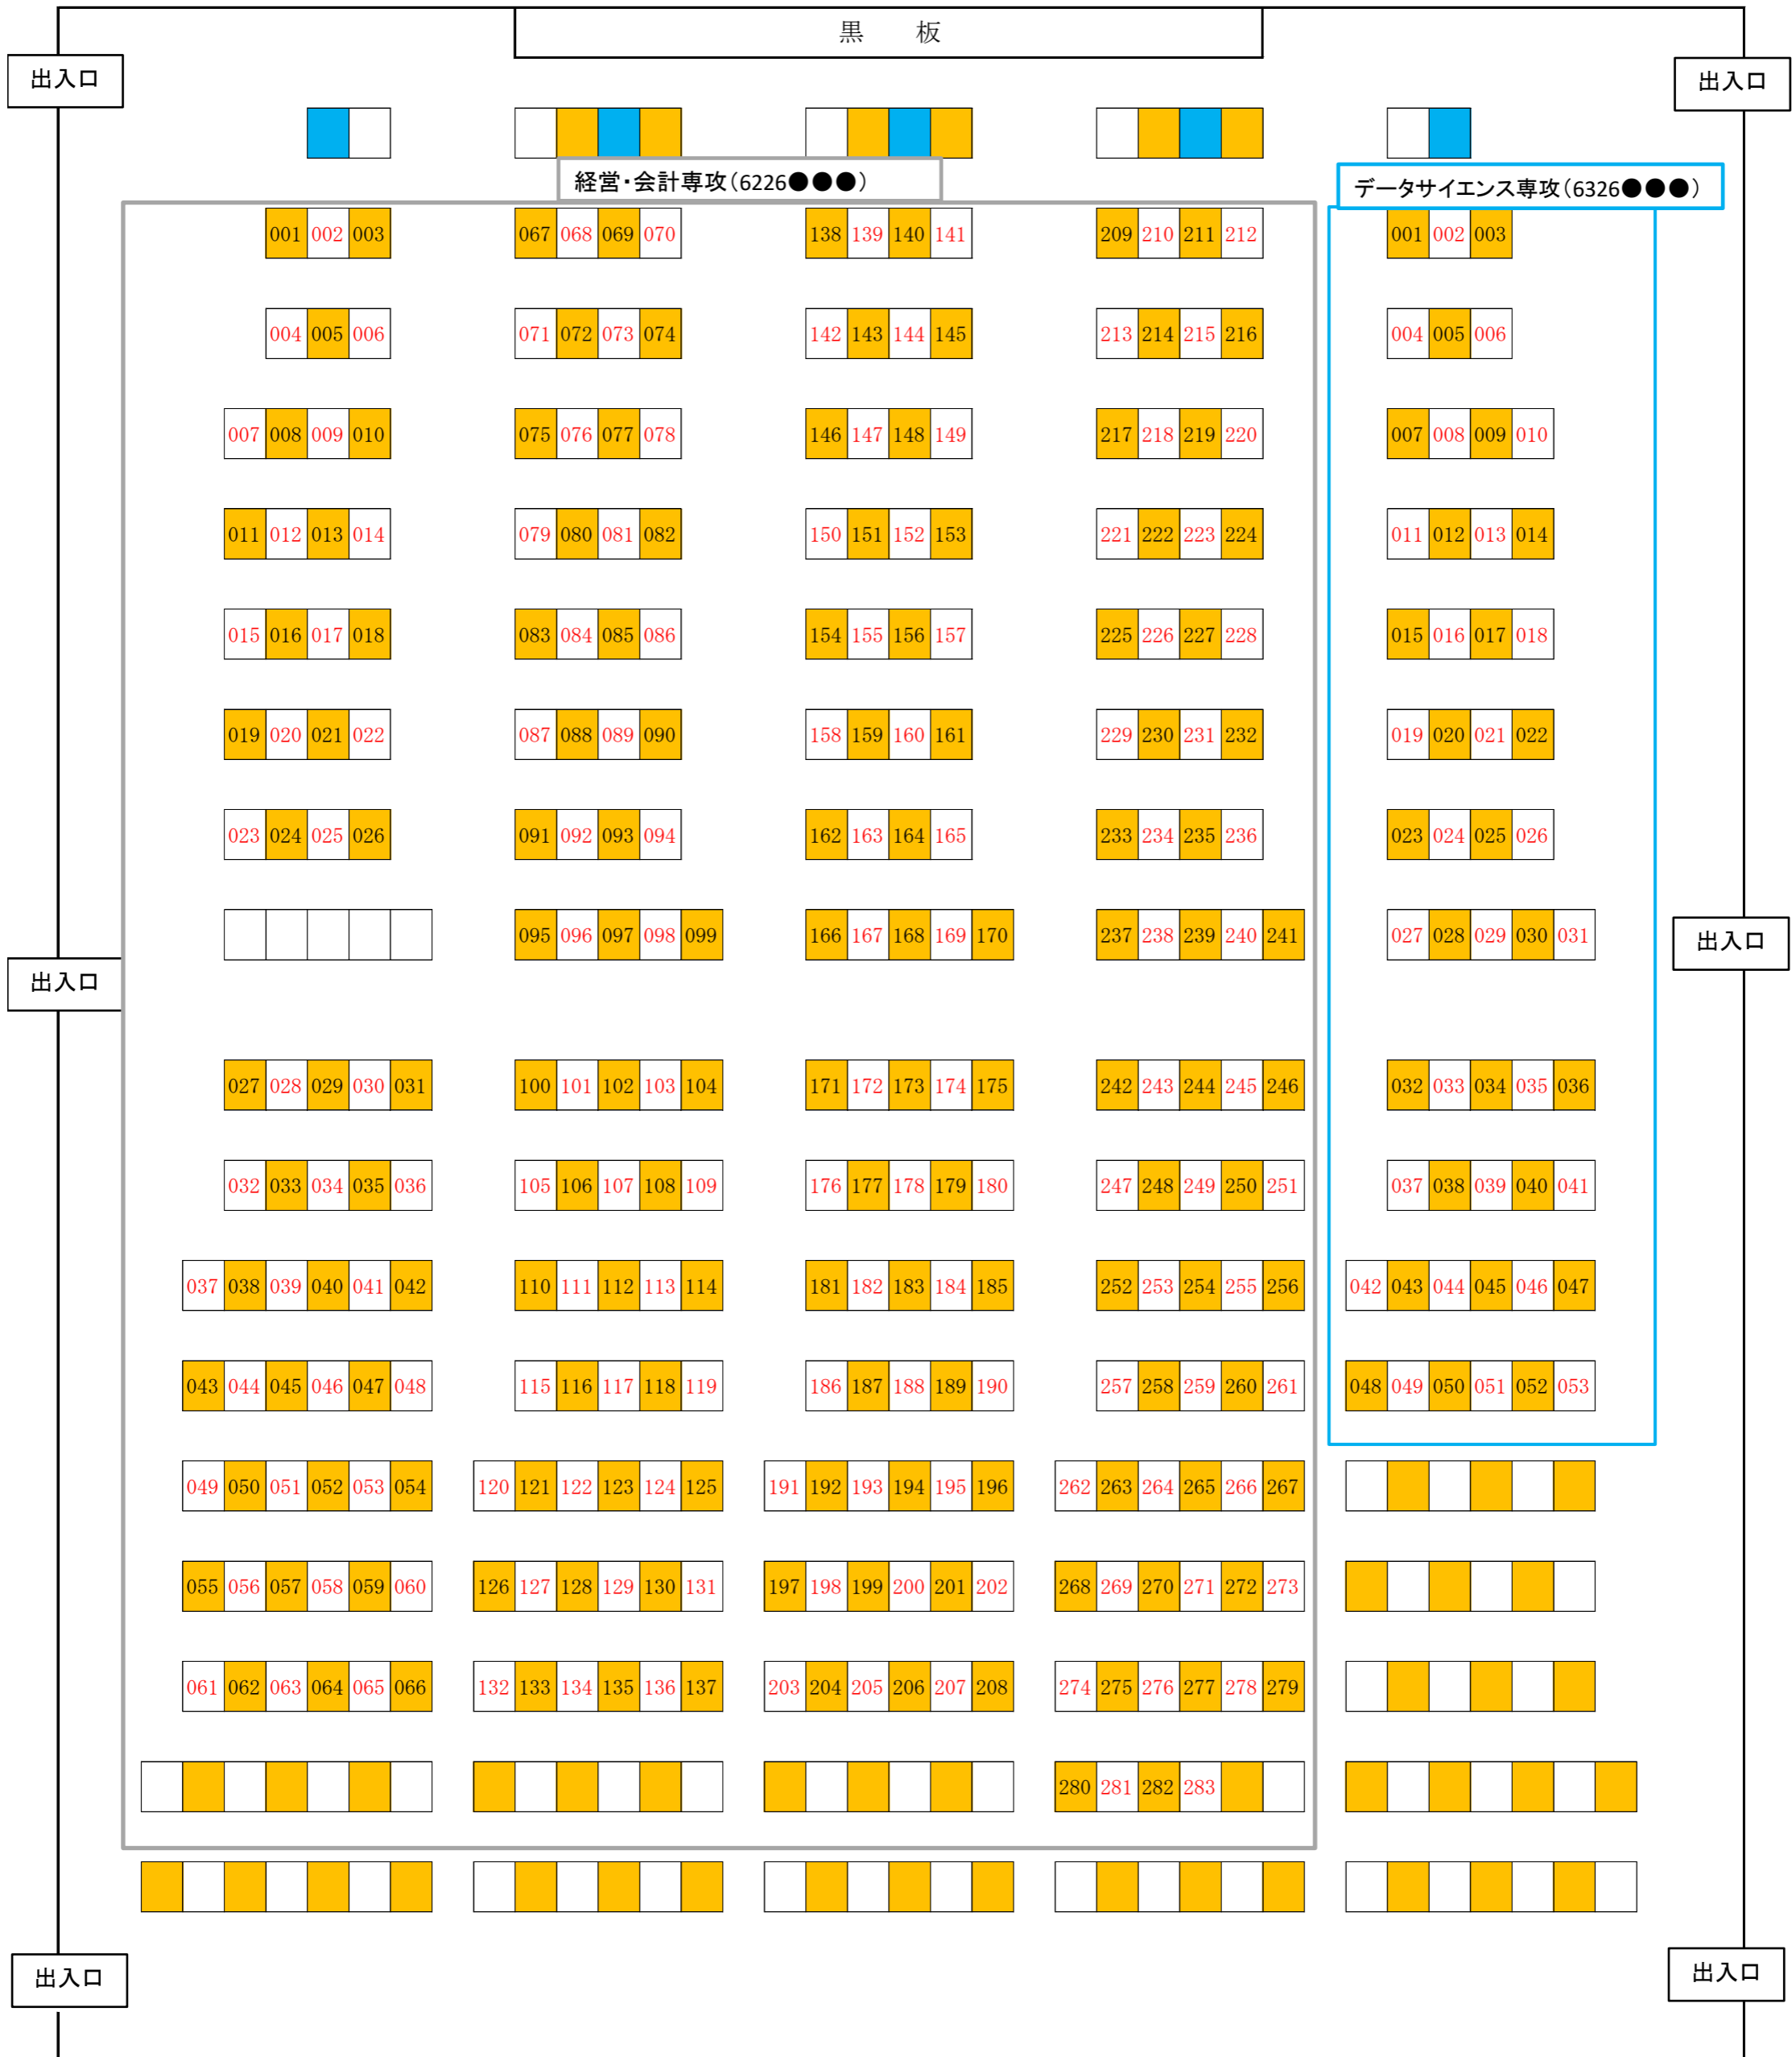 黒　板
出入口
出入口
経営・会計専攻(6226●●●)
データサイエンス専攻(6326●●●)
001 002 003 067 068 069 070 138 139 140 141 209 210 211 212 001 002 003
004 005 006 071 072 073 074 142 143 144 145 213 214 215 216 004 005 006
007 008 009 010 075 076 077 078 146 147 148 149 217 218 219 220 007 008 009 010
011 012 013 014 079 080 081 082 150 151 152 153 221 222 223 224 011 012 013 014
015 016 017 018 083 084 085 086 154 155 156 157 225 226 227 228 015 016 017 018
019 020 021 022 087 088 089 090 158 159 160 161 229 230 231 232 019 020 021 022
023 024 025 026 091 092 093 094 162 163 164 165 233 234 235 236 023 024 025 026
095 096 097 098 099 166 167 168 169 170 237 238 239 240 241 027 028 029 030 031
出入口
出入口
027 028 029 030 031 100 101 102 103 104 171 172 173 174 175 242 243 244 245 246 032 033 034 035 036
032 033 034 035 036 105 106 107 108 109 176 177 178 179 180 247 248 249 250 251 037 038 039 040 041
037 038 039 040 041 042 110 111 112 113 114 181 182 183 184 185 252 253 254 255 256 042 043 044 045 046 047
043 044 045 046 047 048 115 116 117 118 119 186 187 188 189 190 257 258 259 260 261 048 049 050 051 052 053
049 050 051 052 053 054 120 121 122 123 124 125 191 192 193 194 195 196 262 263 264 265 266 267
055 056 057 058 059 060 126 127 128 129 130 131 197 198 199 200 201 202 268 269 270 271 272 273
061 062 063 064 065 066 132 133 134 135 136 137 203 204 205 206 207 208 274 275 276 277 278 279
280 281 282 283
出入口
出入口